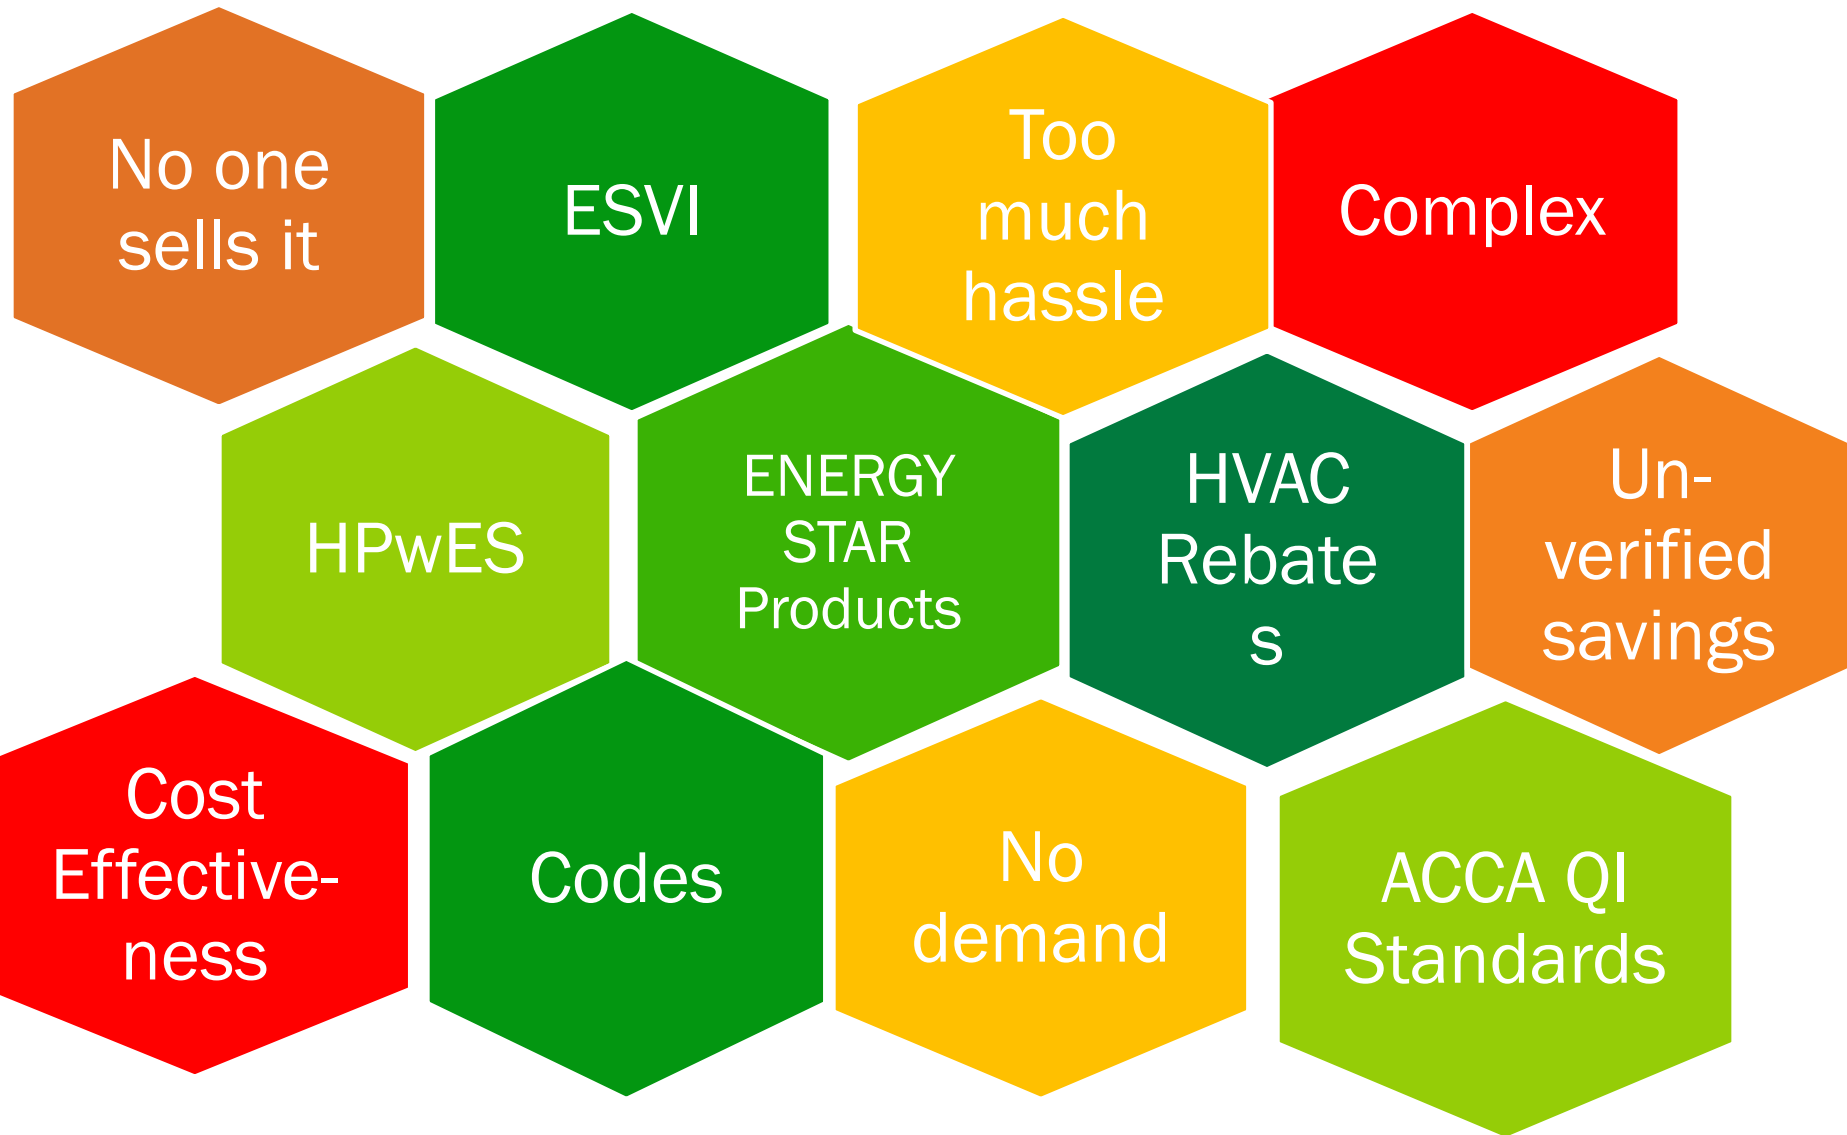 No one
sells it
ESVI
Too
much
hassle
Complex
HPwES
ENERGY
STAR
Products
HVAC
Rebate
s
Un-
verified
savings
Cost
Effective-
ness
Codes
No
demand
ACCA QI
Standards